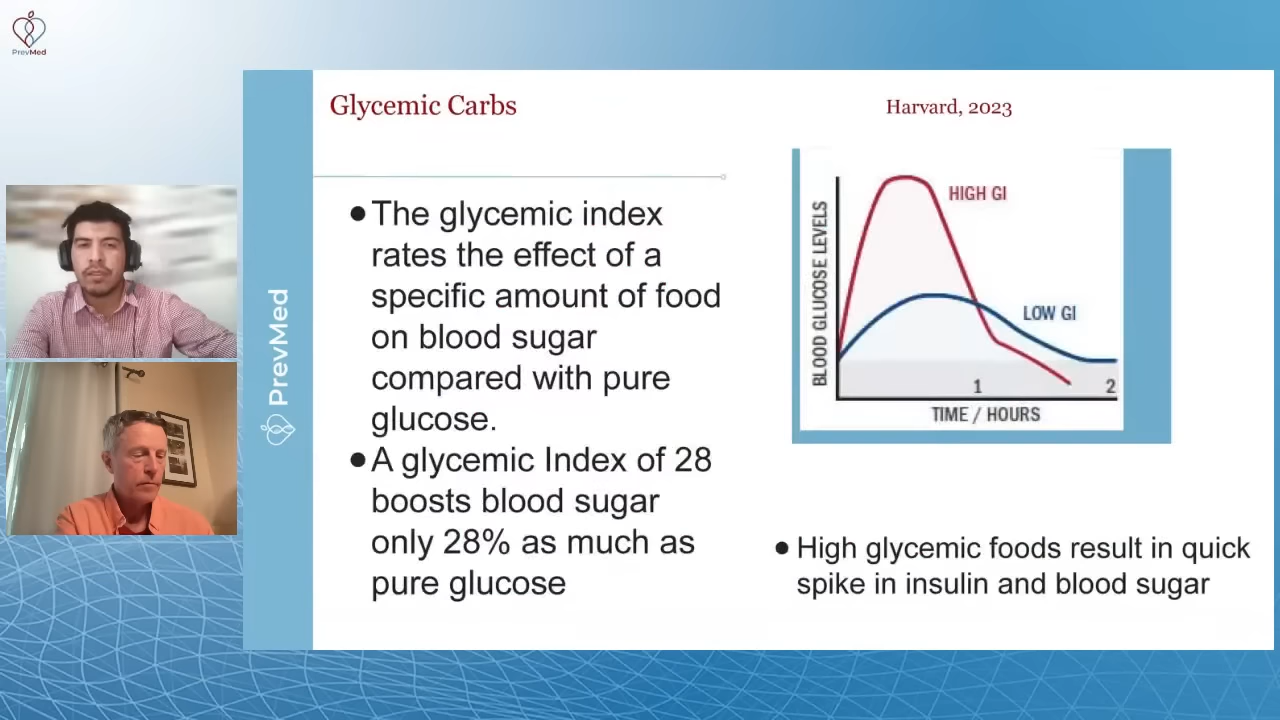 PrevMed
Glycemic Carbs
Harvard, 2023
PrevMed
●The glycemic index
rates the effect of a
specific amount of food
on blood sugar
compared with pure
glucose.
●A glycemic Index of 28
boosts blood sugar
only 28% as much as
pure glucose
BLOOD GLUCOSE LEVELS
HIGH GI
LOW GI
1
2
TIME / HOURS
● High glycemic foods result in quick
spike in insulin and blood sugar